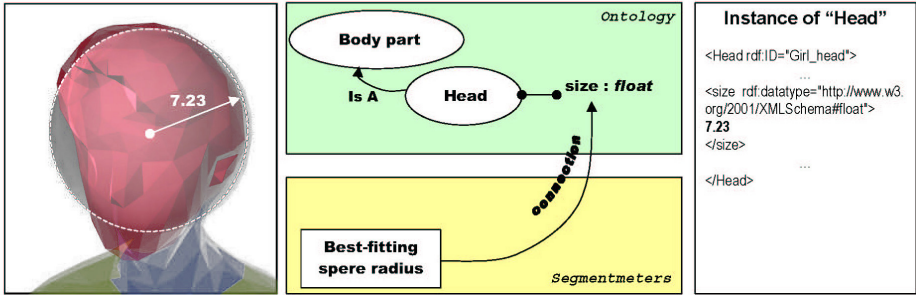 7.23
Ontology
Body part
Is A
Head
size : float
connection
Best-fitting
spere radius
Segmentmeters
Instance of “Head”
<Head rdf:ID="Girl_head">
...
<size rdf:datatype="http://www.w3.
org/2001/XMLSchema#float">
7.23
</size>
...
</Head>